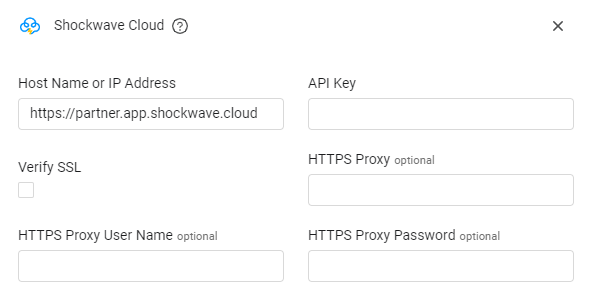 Shockwave Cloud
Host Name or IP Address
API Key
https://partner.app.shockwave.cloud
Verify SSL
HTTPS Proxy optional
HTTPS Proxy User Name optional
HTTPS Proxy Password optional